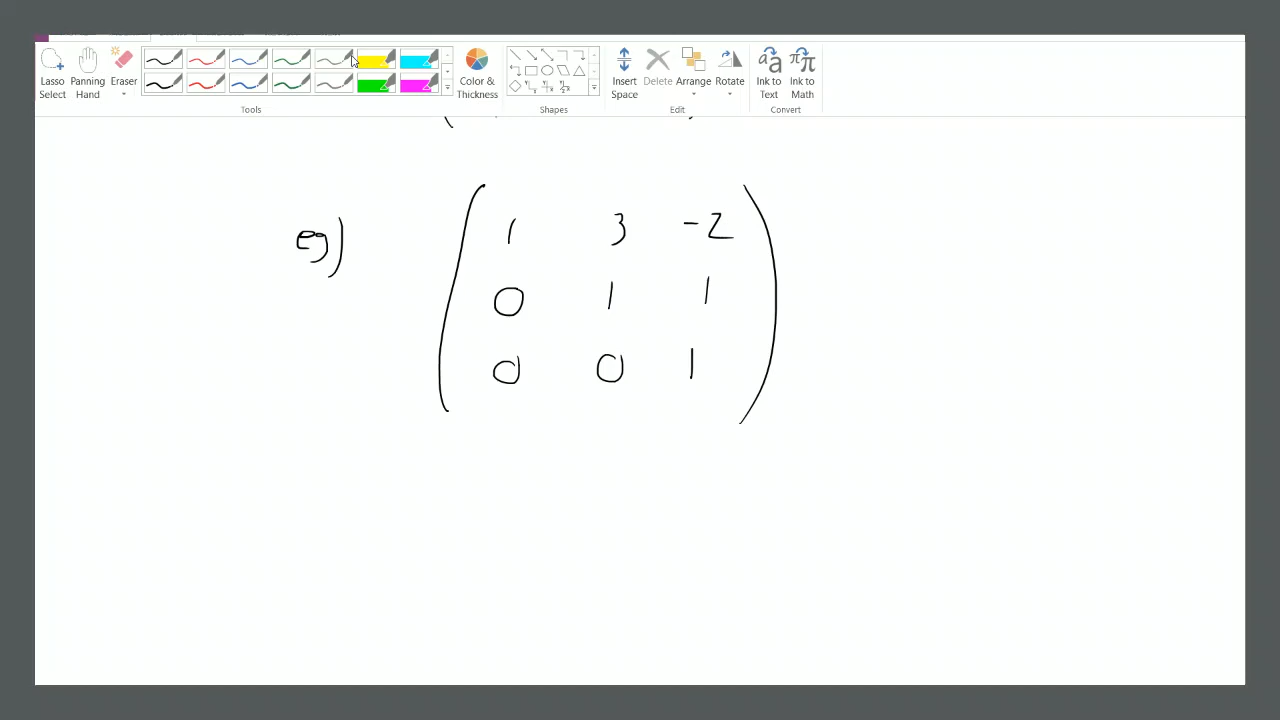 Lasso Select
Panning Hand
Eraser
Color & Thickness
Insert Space
Delete
Arrange
Rotate
Ink to Text
Ink to Math
Tools
Shapes
Edit
Convert
eg)
1 3 -2
0 1 1
0 0 1